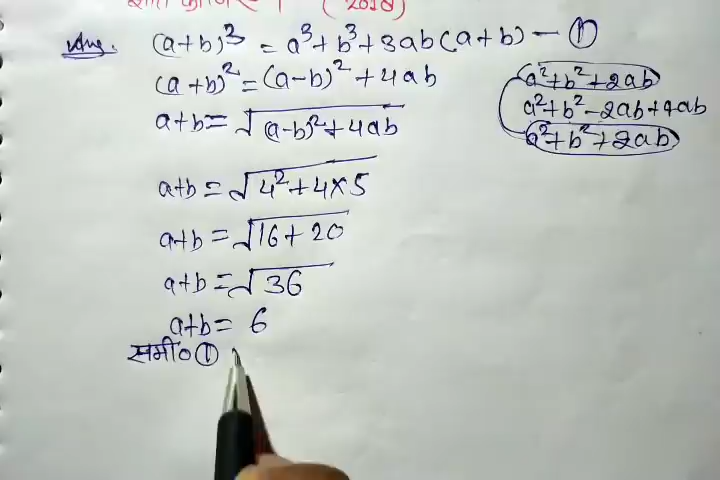 ज्ञात कीजिए । (2018)
Ans. (a+b)³ = a³+b³+3ab(a+b) — ①
(a+b)² = (a-b)² + 4ab
a+b = √(a-b)²+4ab
a+b = √4²+4×5
a+b = √16+20
a+b = √36
a+b = 6
समी० ①
a²+b²+2ab
a²+b²-2ab+4ab
a²+b²+2ab